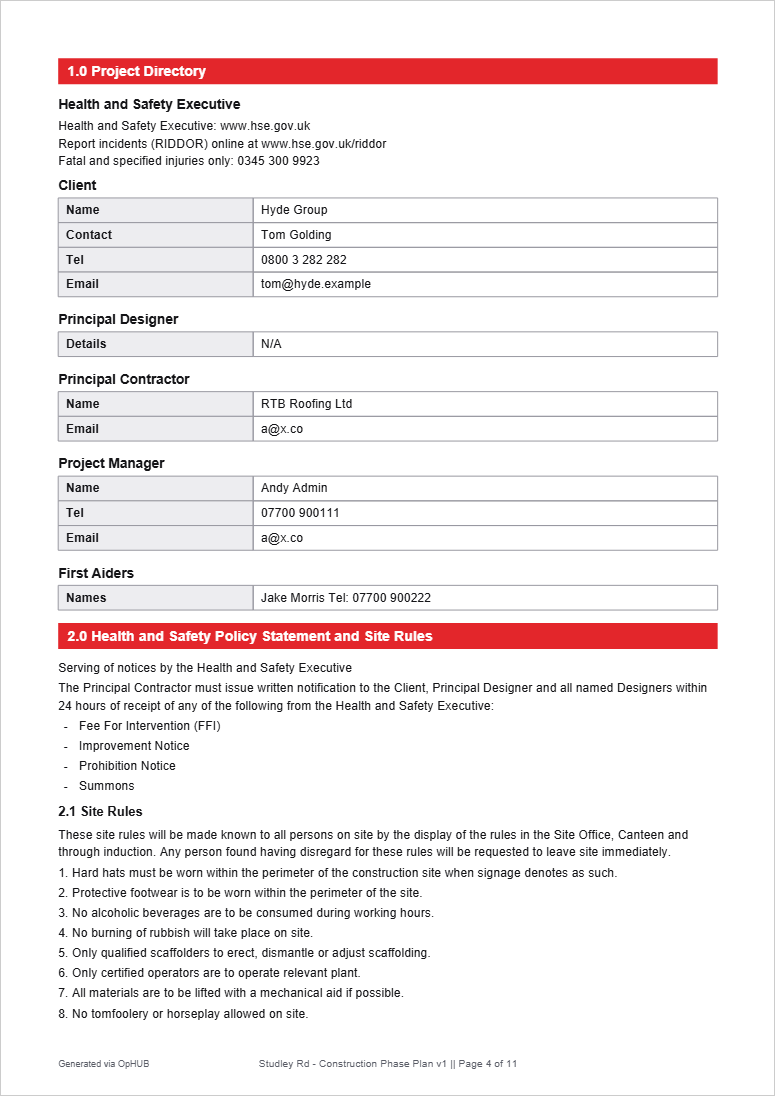 1.0 Project Directory
Health and Safety Executive
Health and Safety Executive: www.hse.gov.uk
Report incidents (RIDDOR) online at www.hse.gov.uk/riddor
Fatal and specified injuries only: 0345 300 9923
Client
Name Hyde Group
Contact Tom Golding
Tel 0800 3 282 282
Email tom@hyde.example
Principal Designer
Details N/A
Principal Contractor
Name RTB Roofing Ltd
Email a@x.co
Project Manager
Name Andy Admin
Tel 07700 900111
Email a@x.co
First Aiders
Names Jake Morris Tel: 07700 900222
2.0 Health and Safety Policy Statement and Site Rules
Serving of notices by the Health and Safety Executive
The Principal Contractor must issue written notification to the Client, Principal Designer and all named Designers within
24 hours of receipt of any of the following from the Health and Safety Executive:
- Fee For Intervention (FFI)
- Improvement Notice
- Prohibition Notice
- Summons
2.1 Site Rules
These site rules will be made known to all persons on site by the display of the rules in the Site Office, Canteen and
through induction. Any person found having disregard for these rules will be requested to leave site immediately.
1. Hard hats must be worn within the perimeter of the construction site when signage denotes as such.
2. Protective footwear is to be worn within the perimeter of the site.
3. No alcoholic beverages are to be consumed during working hours.
4. No burning of rubbish will take place on site.
5. Only qualified scaffolders to erect, dismantle or adjust scaffolding.
6. Only certified operators are to operate relevant plant.
7. All materials are to be lifted with a mechanical aid if possible.
8. No tomfoolery or horseplay allowed on site.
Generated via OpHUB Studley Rd - Construction Phase Plan v1 || Page 4 of 11